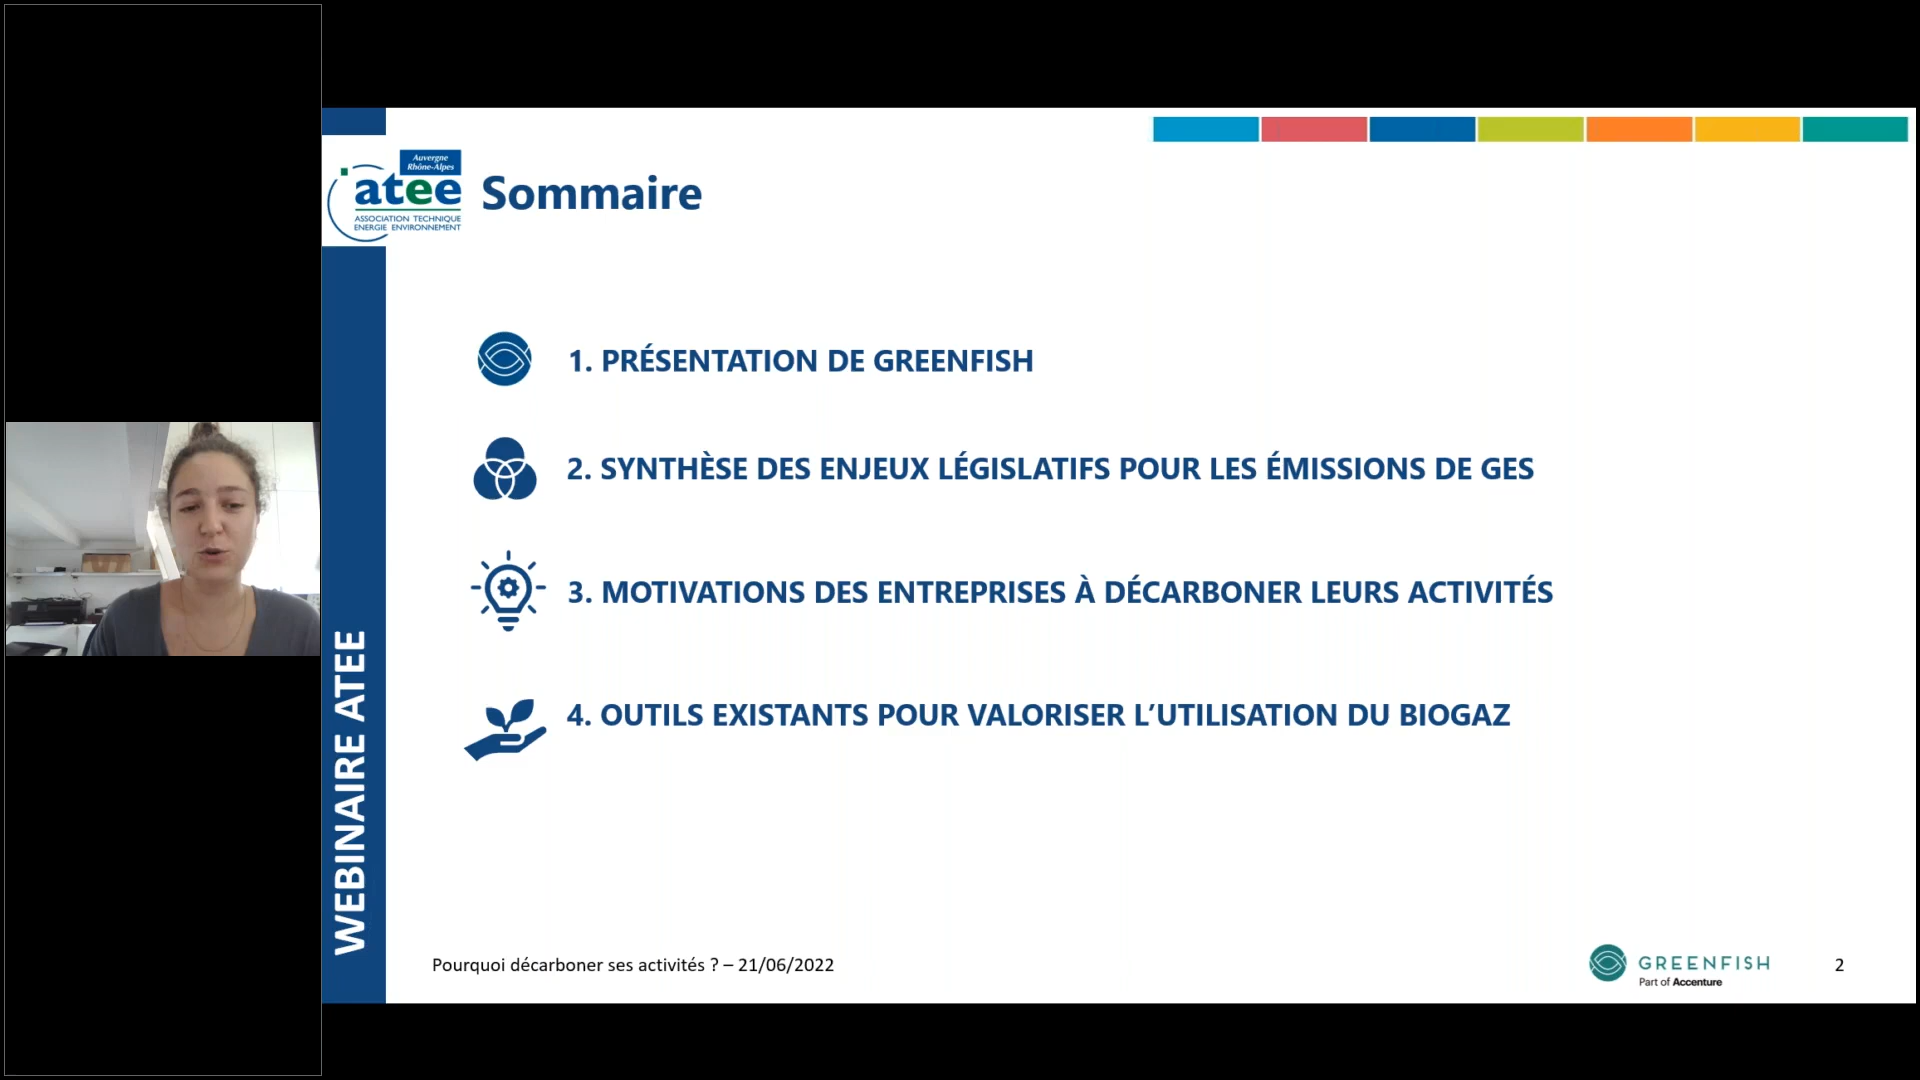 Auvergne
Rhône-Alpes
atee
ASSOCIATION TECHNIQUE
ENERGIE ENVIRONNEMENT
Sommaire
1. PRÉSENTATION DE GREENFISH
2. SYNTHÈSE DES ENJEUX LÉGISLATIFS POUR LES ÉMISSIONS DE GES
3. MOTIVATIONS DES ENTREPRISES À DÉCARBONER LEURS ACTIVITÉS
4. OUTILS EXISTANTS POUR VALORISER L’UTILISATION DU BIOGAZ
WEBINAIRE ATEE
Pourquoi décarboner ses activités ? – 21/06/2022
GREENFISH
Part of Accenture
2